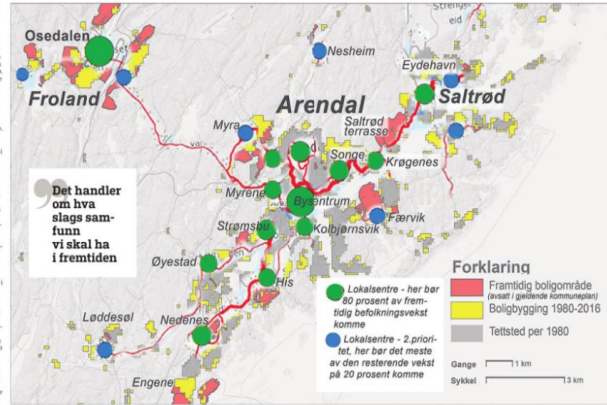 Strenger
eid
Osedalen
Nesheim
Eydehavn
Froland
Arendal
Saltrød
Myra
Saltrød
terrasse
Songe
Krøgenes
Det handler
om hva
slags sam-
funn
vi skal ha
i fremtiden
Myrene
Bysentrum
Strømsbu
Kolbjørnsvik
Færvik
Øyestad
His
Løddesøl
Nedenes
Engene
Lokalsentre - her bør
80 prosent av frem-
tidig befolkningsvekst
komme
Lokalsentre - 2.priori-
tet, her bør det meste
av den resterende vekst
på 20 prosent komme
Forklaring
Framtidig boligområde
(avsatt i gjeldende kommuneplan)
Boligbygging 1980-2016
Tettsted per 1980
Gange 1 km
Sykkel 3 km